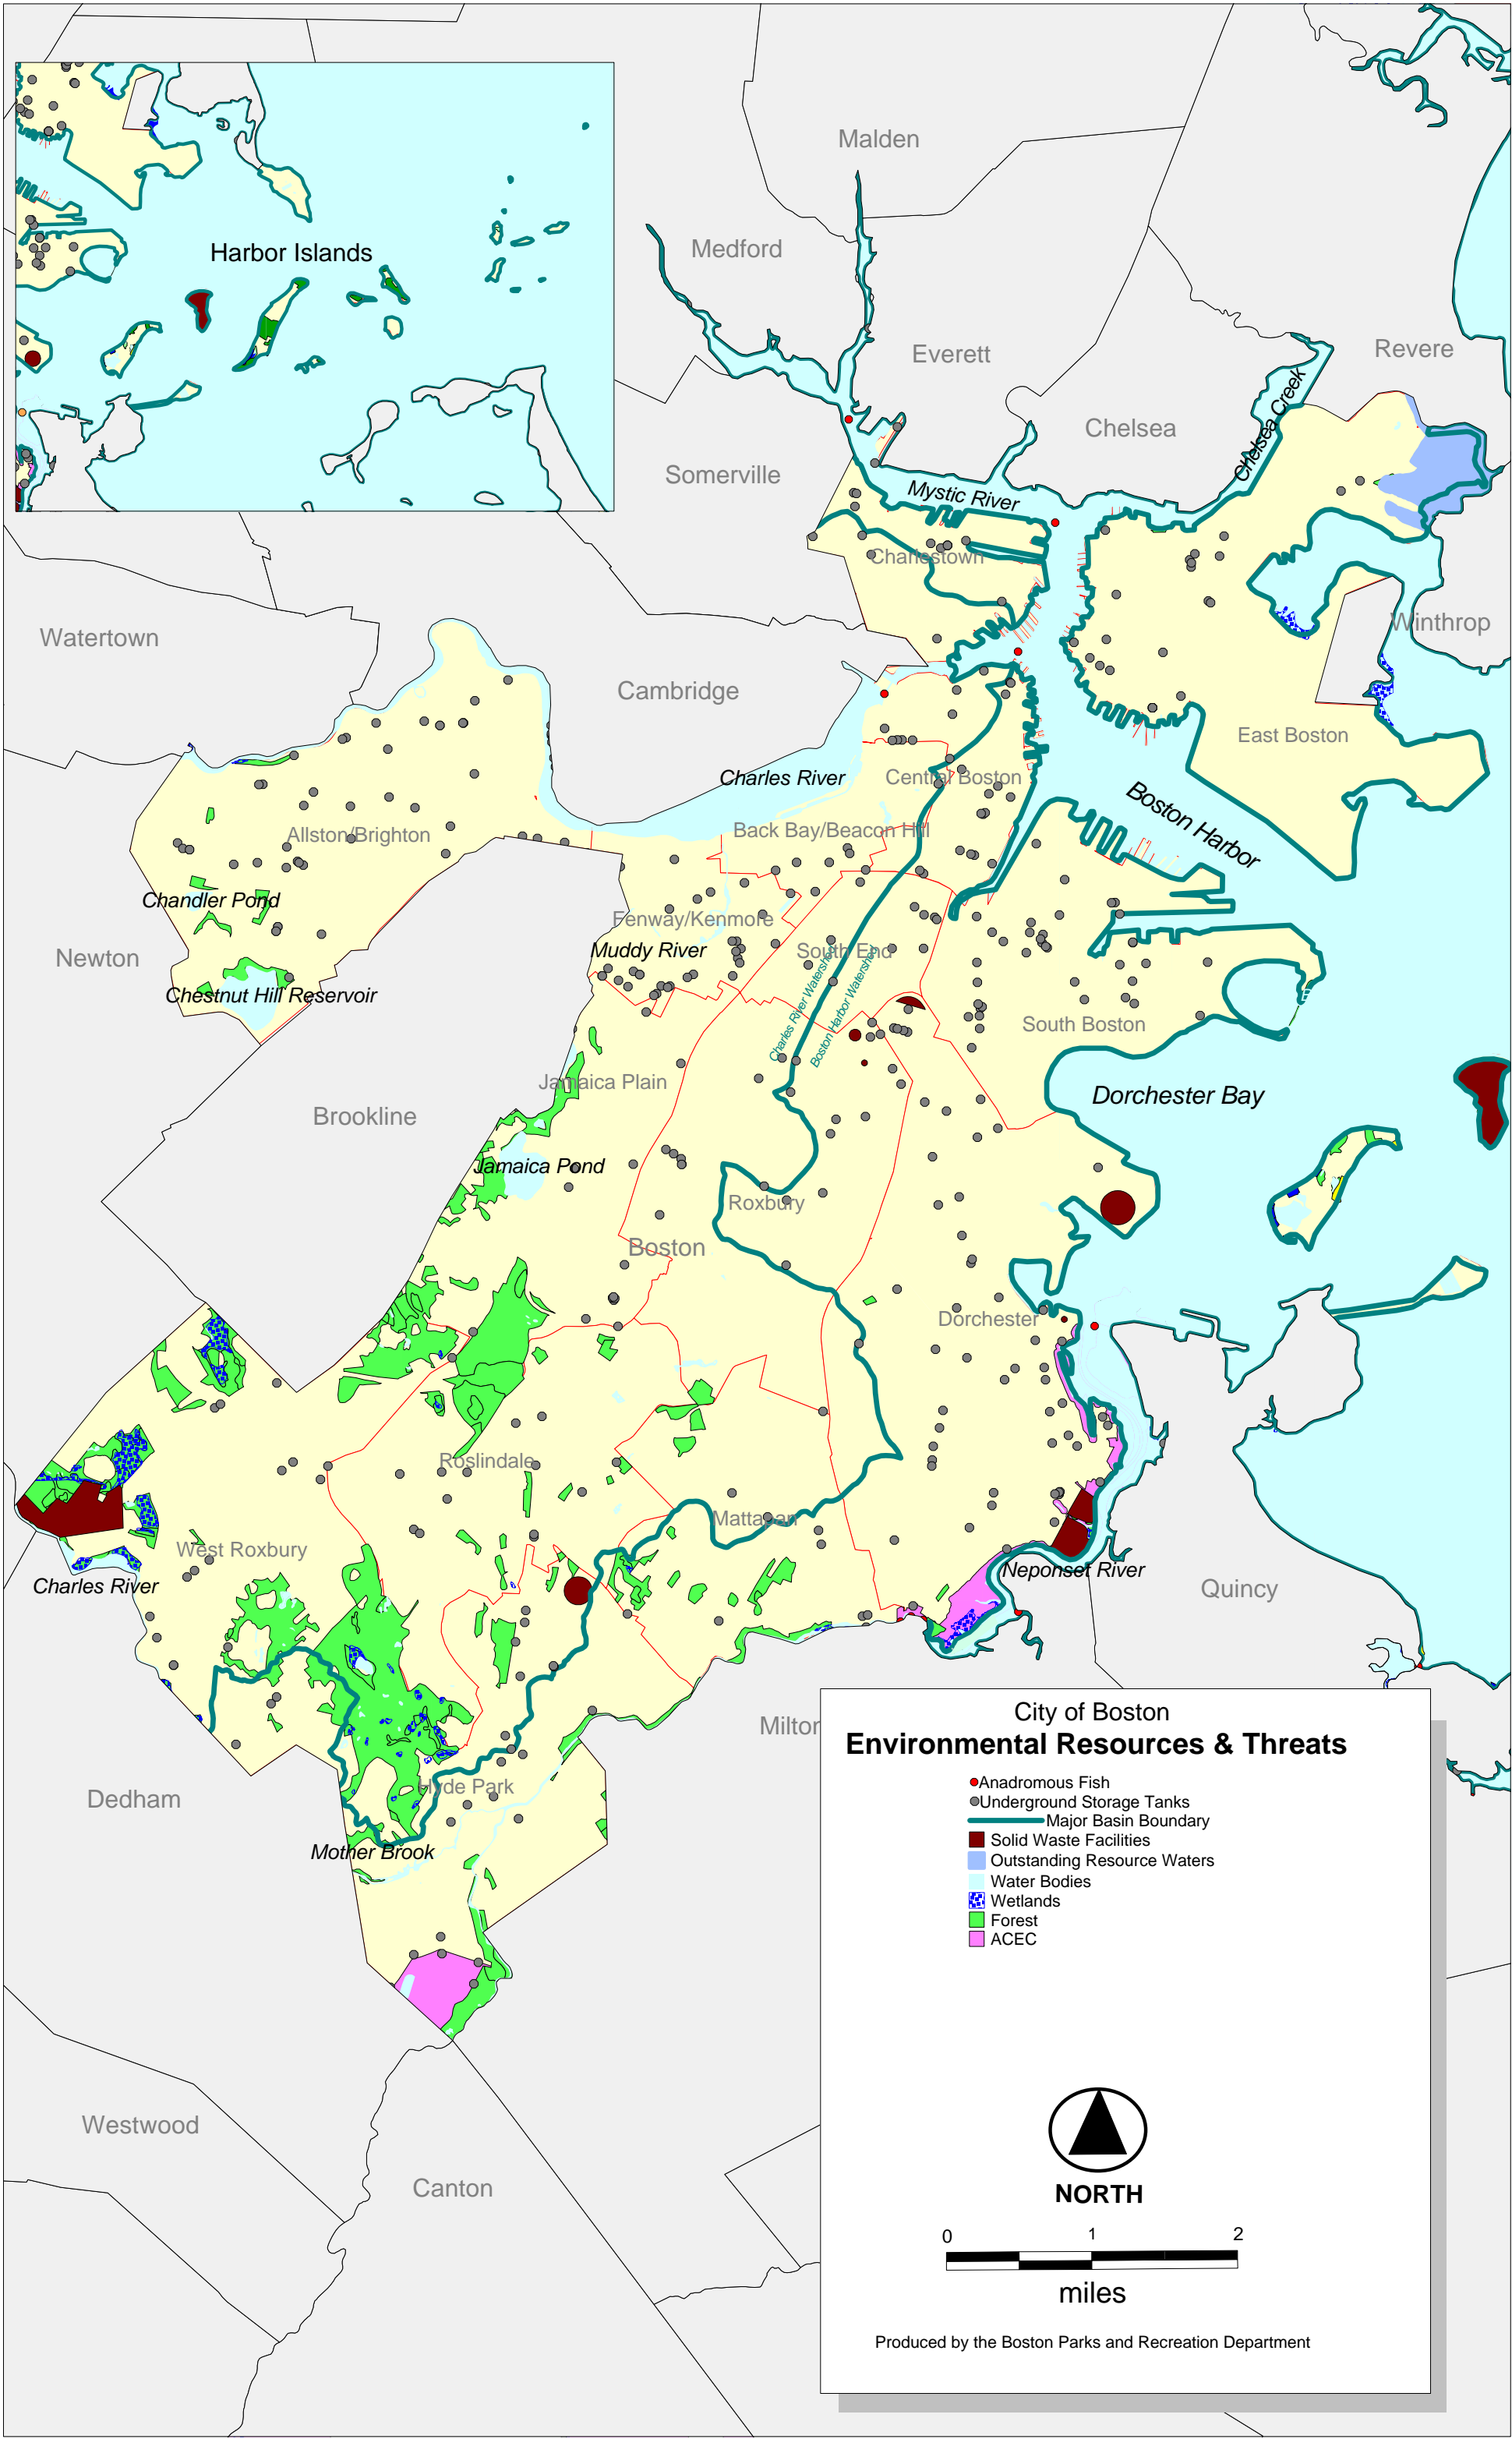 Malden
Medford
Harbor Islands
Everett
Revere
Chelsea Creek
Chelsea
Somerville
Mystic River
Charlestown
Winthrop
Watertown
Cambridge
East Boston
Charles River
Central Boston
Boston Harbor
Back Bay/Beacon Hill
Allston/Brighton
Chandler Pond
Fenway/Kenmore
Muddy River
South End
Newton
Chestnut Hill Reservoir
Charles River Watershed
Boston Harbor Watershed
South Boston
Jamaica Plain
Dorchester Bay
Brookline
Jamaica Pond
Roxbury
Boston
Dorchester
Roslindale
Mattapan
West Roxbury
Neponset River
Charles River
Quincy
Milton
Hyde Park
Dedham
Mother Brook
Westwood
Canton
City of Boston
Environmental Resources & Threats
Anadromous Fish
Underground Storage Tanks
Major Basin Boundary
Solid Waste Facilities
Outstanding Resource Waters
Water Bodies
Wetlands
Forest
ACEC
NORTH
0 1 2
miles
Produced by the Boston Parks and Recreation Department